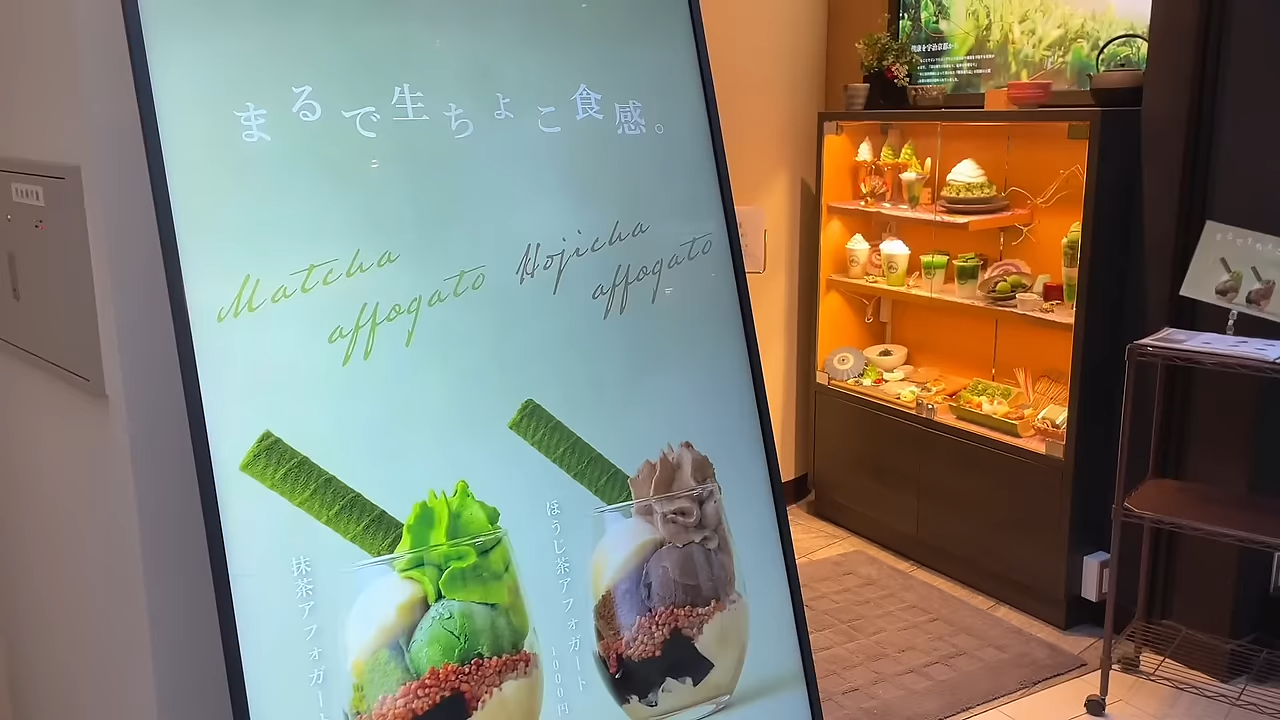 まるで生ちょこ食感。
Matcha
affogato
Hojicha
affogato
抹茶アフォガート
ほうじ茶アフォガート
1000円